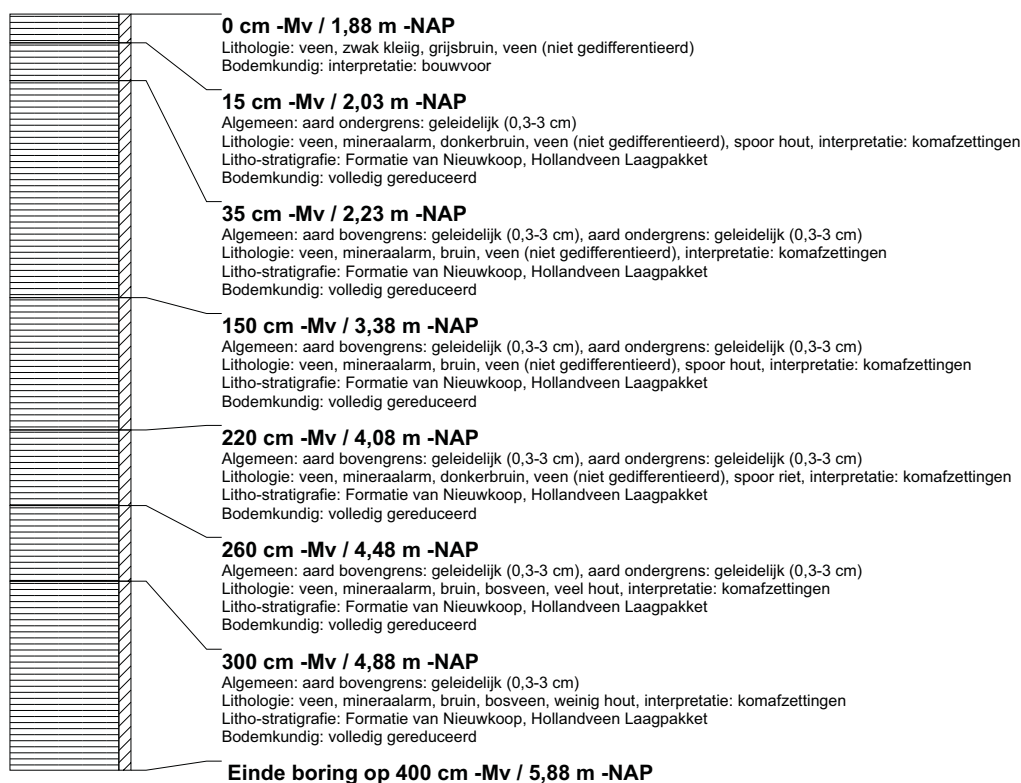 0 cm -Mv / 1,88 m -NAP
Lithologie: veen, zwak kleiig, grijsbruin, veen (niet gedifferentieerd)
Bodemkundig: interpretatie: bouwvoor
15 cm -Mv / 2,03 m -NAP
Algemeen: aard ondergrens: geleidelijk (0,3-3 cm)
Lithologie: veen, mineraalarm, donkerbruin, veen (niet gedifferentieerd), spoor hout, interpretatie: komafzettingen
Litho-stratigrafie: Formatie van Nieuwkoop, Hollandveen Laagpakket
Bodemkundig: volledig gereduceerd
35 cm -Mv / 2,23 m -NAP
Algemeen: aard bovengrens: geleidelijk (0,3-3 cm), aard ondergrens: geleidelijk (0,3-3 cm)
Lithologie: veen, mineraalarm, bruin, veen (niet gedifferentieerd), interpretatie: komafzettingen
Litho-stratigrafie: Formatie van Nieuwkoop, Hollandveen Laagpakket
Bodemkundig: volledig gereduceerd
150 cm -Mv / 3,38 m -NAP
Algemeen: aard bovengrens: geleidelijk (0,3-3 cm), aard ondergrens: geleidelijk (0,3-3 cm)
Lithologie: veen, mineraalarm, bruin, veen (niet gedifferentieerd), spoor hout, interpretatie: komafzettingen
Litho-stratigrafie: Formatie van Nieuwkoop, Hollandveen Laagpakket
Bodemkundig: volledig gereduceerd
220 cm -Mv / 4,08 m -NAP
Algemeen: aard bovengrens: geleidelijk (0,3-3 cm), aard ondergrens: geleidelijk (0,3-3 cm)
Lithologie: veen, mineraalarm, donkerbruin, veen (niet gedifferentieerd), spoor riet, interpretatie: komafzettingen
Litho-stratigrafie: Formatie van Nieuwkoop, Hollandveen Laagpakket
Bodemkundig: volledig gereduceerd
260 cm -Mv / 4,48 m -NAP
Algemeen: aard bovengrens: geleidelijk (0,3-3 cm), aard ondergrens: geleidelijk (0,3-3 cm)
Lithologie: veen, mineraalarm, bruin, bosveen, veel hout, interpretatie: komafzettingen
Litho-stratigrafie: Formatie van Nieuwkoop, Hollandveen Laagpakket
Bodemkundig: volledig gereduceerd
300 cm -Mv / 4,88 m -NAP
Algemeen: aard bovengrens: geleidelijk (0,3-3 cm)
Lithologie: veen, mineraalarm, bruin, bosveen, weinig hout, interpretatie: komafzettingen
Litho-stratigrafie: Formatie van Nieuwkoop, Hollandveen Laagpakket
Bodemkundig: volledig gereduceerd
Einde boring op 400 cm -Mv / 5,88 m -NAP